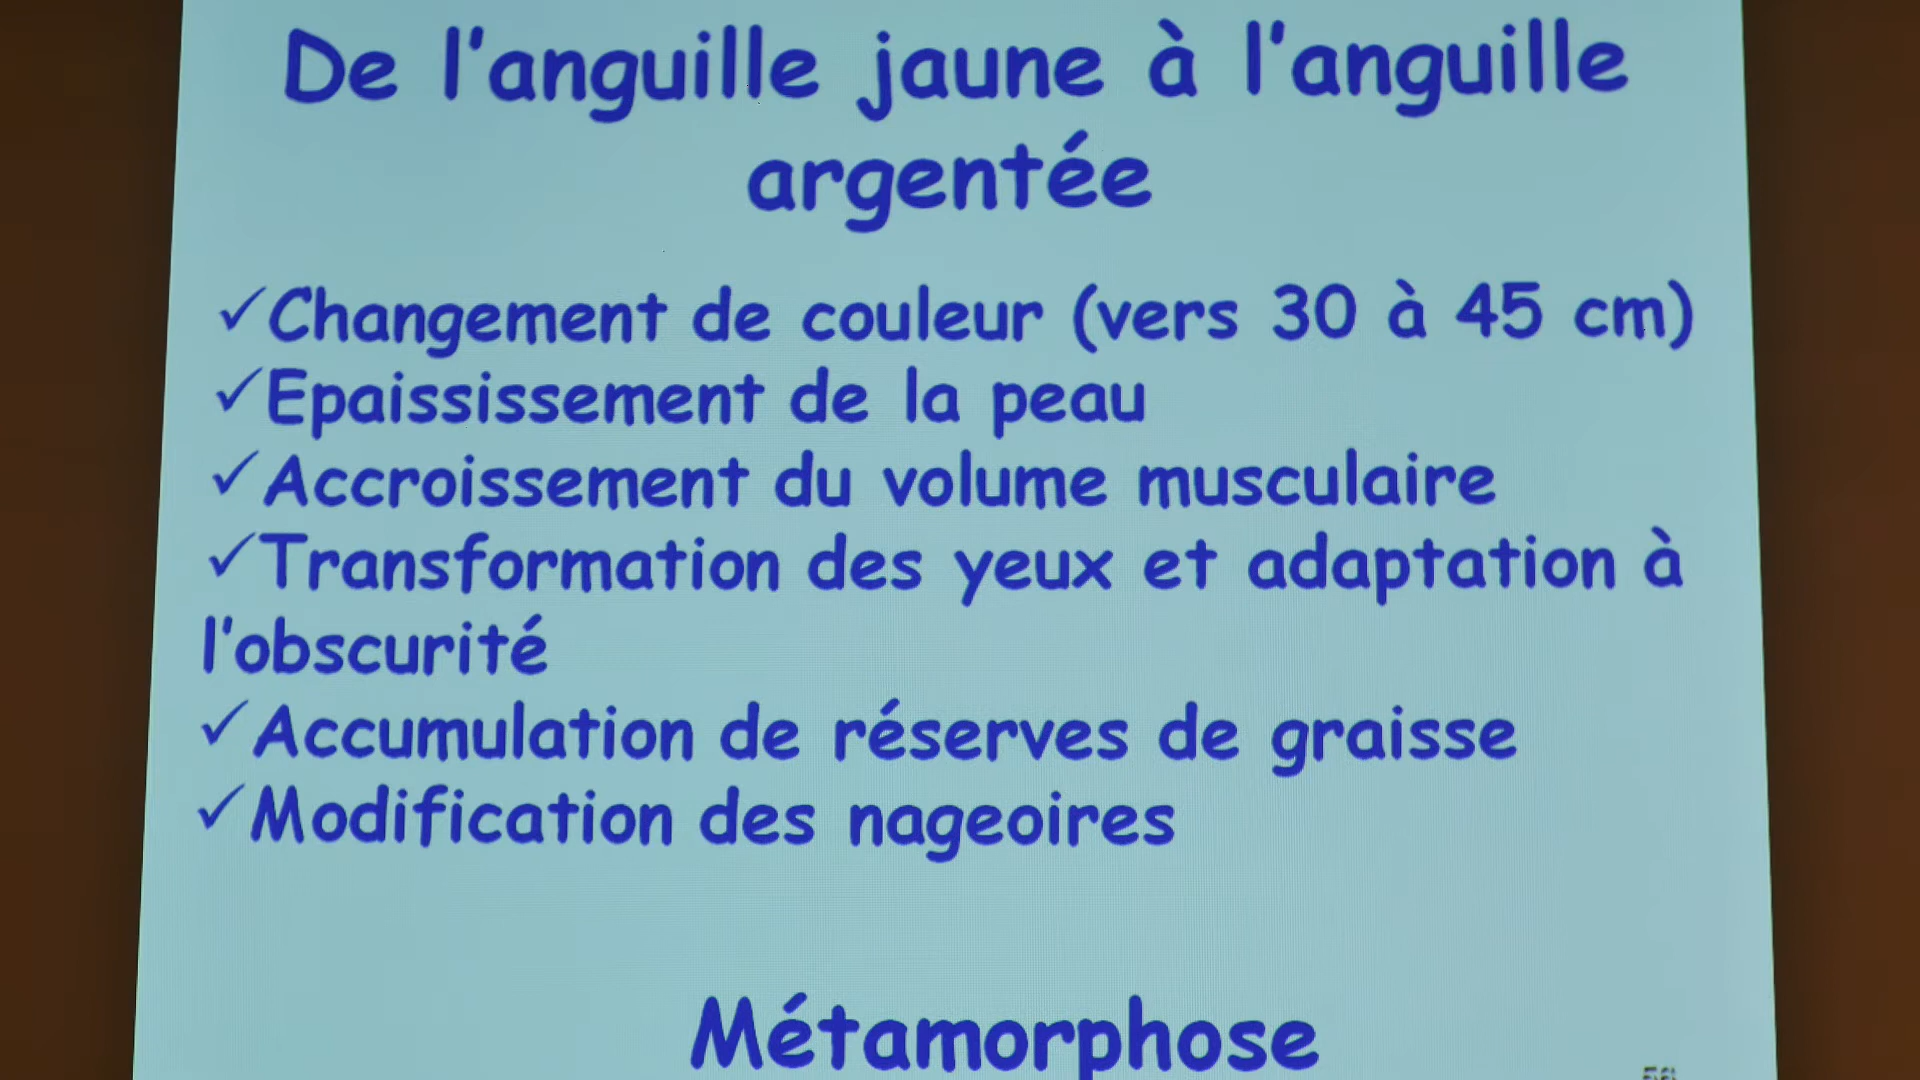 De l'anguille jaune à l'anguille
argentée
✓Changement de couleur (vers 30 à 45 cm)
✓Epaississement de la peau
✓Accroissement du volume musculaire
✓Transformation des yeux et adaptation à
l'obscurité
✓Accumulation de réserves de graisse
✓Modification des nageoires
Métamorphose